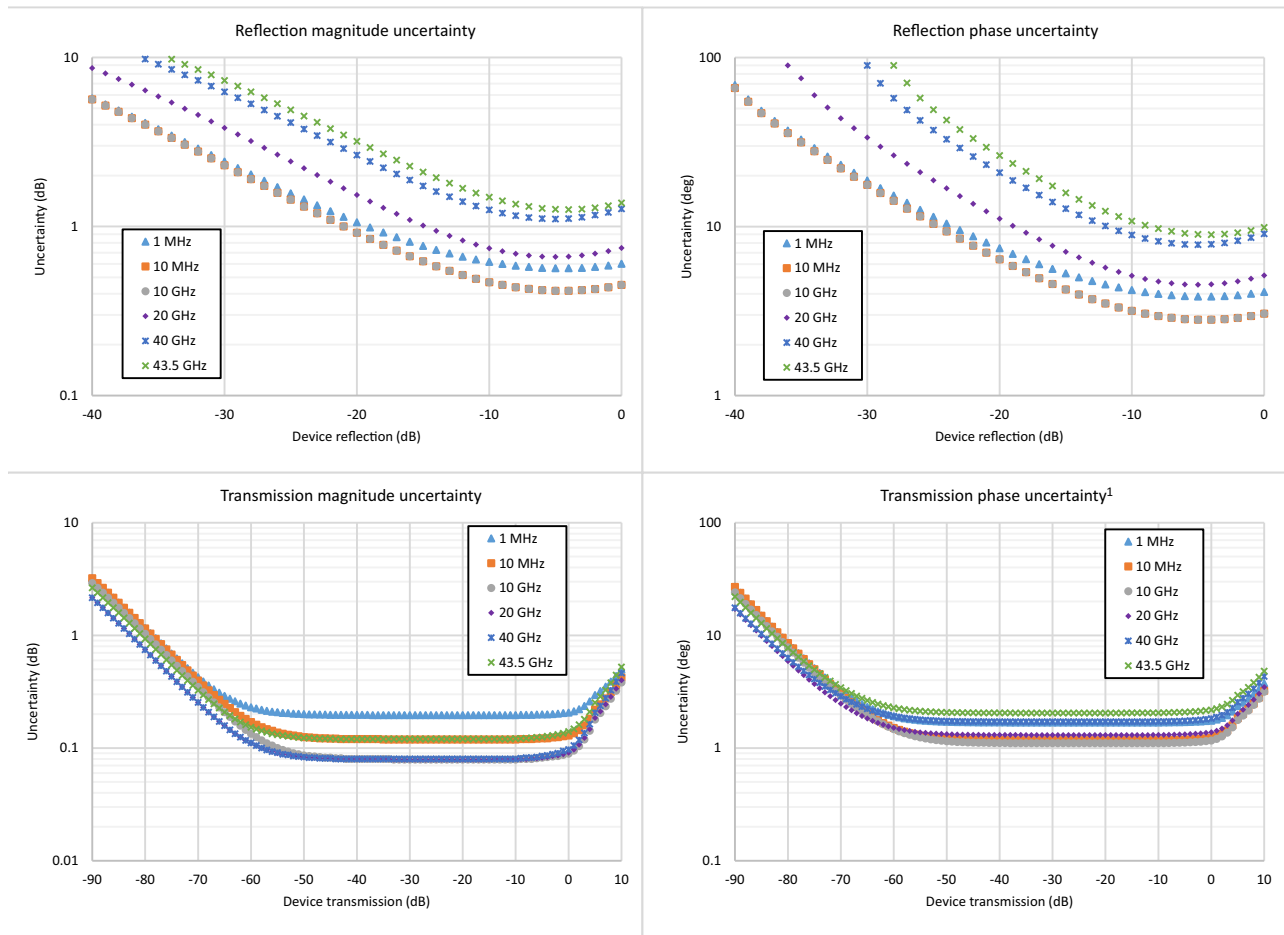 Reflection magnitude uncertainty
10
1
0.1
Uncertainty (dB)
1 MHz
10 MHz
10 GHz
20 GHz
40 GHz
43.5 GHz
-40 -30 -20 -10 0
Device reflection (dB)
Reflection phase uncertainty
100
10
1
Uncertainty (deg)
1 MHz
10 MHz
10 GHz
20 GHz
40 GHz
43.5 GHz
-40 -30 -20 -10 0
Device reflection (dB)
Transmission magnitude uncertainty
10
1
0.1
0.01
Uncertainty (dB)
1 MHz
10 MHz
10 GHz
20 GHz
40 GHz
43.5 GHz
-90 -80 -70 -60 -50 -40 -30 -20 -10 0 10
Device transmission (dB)
Transmission phase uncertainty¹
100
10
1
0.1
Uncertainty (deg)
1 MHz
10 MHz
10 GHz
20 GHz
40 GHz
43.5 GHz
-90 -80 -70 -60 -50 -40 -30 -20 -10 0 10
Device transmission (dB)